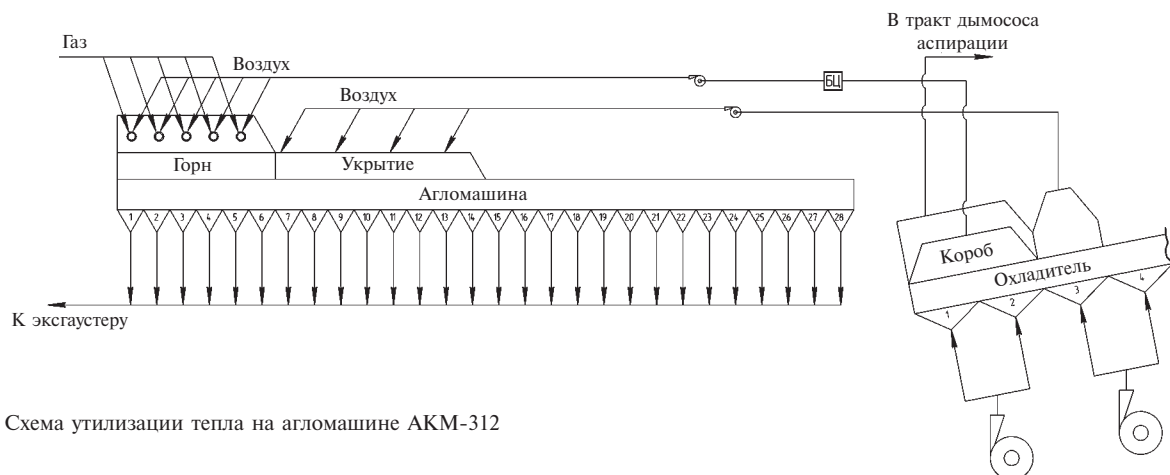 В тракт дымососа
аспирации
Газ
Воздух
БЦ
Воздух
Горн
Укрытие
Агломашина
1 2 3 4 5 6 7 8 9 10 11 12 13 14 15 16 17 18 19 20 21 22 23 24 25 26 27 28
Короб
Охладитель
1 2 3 4
К эксгаустеру
Схема утилизации тепла на агломашине АКМ-312